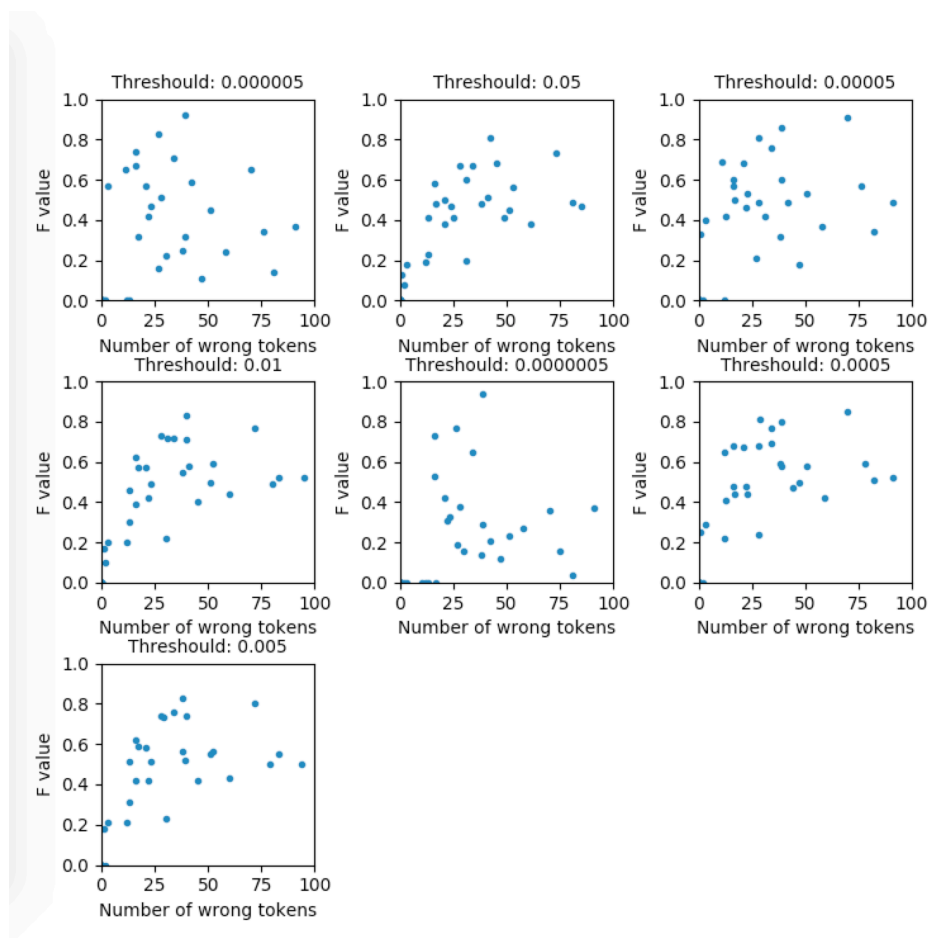 Threshould: 0.000005
Threshould: 0.05
Threshould: 0.00005
1.0
0.8
0.6
0.4
0.2
0.0
F value
0 25 50 75 100
Number of wrong tokens
1.0
0.8
0.6
0.4
0.2
0.0
F value
0 25 50 75 100
Number of wrong tokens
1.0
0.8
0.6
0.4
0.2
0.0
F value
0 25 50 75 100
Number of wrong tokens
Threshould: 0.01
Threshould: 0.0000005
Threshould: 0.0005
1.0
0.8
0.6
0.4
0.2
0.0
F value
0 25 50 75 100
Number of wrong tokens
1.0
0.8
0.6
0.4
0.2
0.0
F value
0 25 50 75 100
Number of wrong tokens
1.0
0.8
0.6
0.4
0.2
0.0
F value
0 25 50 75 100
Number of wrong tokens
Threshould: 0.005
1.0
0.8
0.6
0.4
0.2
0.0
F value
0 25 50 75 100
Number of wrong tokens